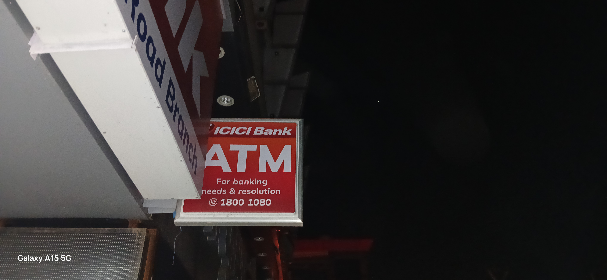 Road Branch
ICICI Bank
ATM
For banking
needs & resolution
@ 1800 1080
Galaxy A15 5G